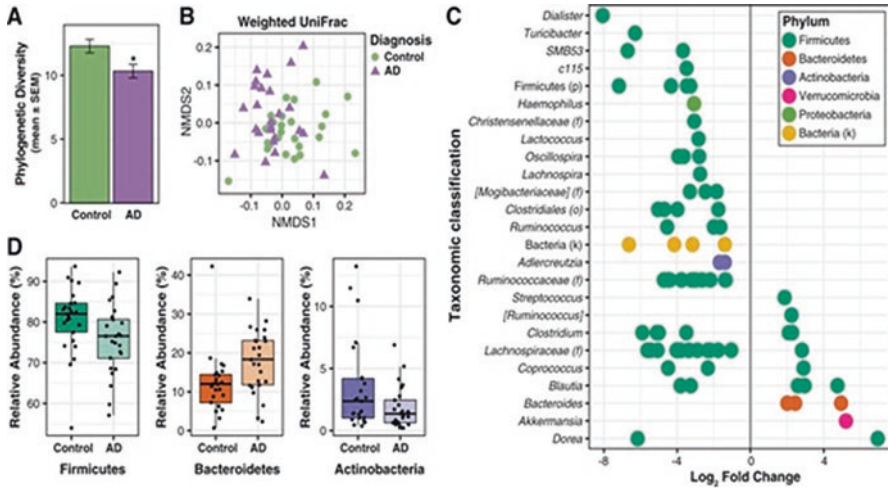 A
Phylogenetic Diversity
(mean ± SEM)
10
5
0
*
Control
AD
B
Weighted UniFrac
NMDS2
0.2
0.1
0.0
-0.1
-0.1
0.0
0.1
0.2
NMDS1
Diagnosis
Control
AD
C
Taxonomic classification
Dialister
Turicibacter
SMB53
c115
Firmicutes (p)
Haemophilus
Christensenellaceae (f)
Lactococcus
Oscillospira
Lachnospira
[Mogibacteriaceae] (f)
Clostridiales (o)
Ruminococcus
Bacteria (k)
Adlercreutzia
Ruminococcaceae (f)
Streptococcus
[Ruminococcus]
Clostridium
Lachnospiraceae (f)
Coprococcus
Blautia
Bacteroides
Akkermansia
Dorea
-8
-4
0
4
Log2 Fold Change
Phylum
Firmicutes
Bacteroidetes
Actinobacteria
Verrucomicrobia
Proteobacteria
Bacteria (k)
D
Relative Abundance (%)
90
80
70
60
Control
AD
Firmicutes
Relative Abundance (%)
40
30
20
10
0
Control
AD
Bacteroidetes
Relative Abundance (%)
10
5
0
Control
AD
Actinobacteria